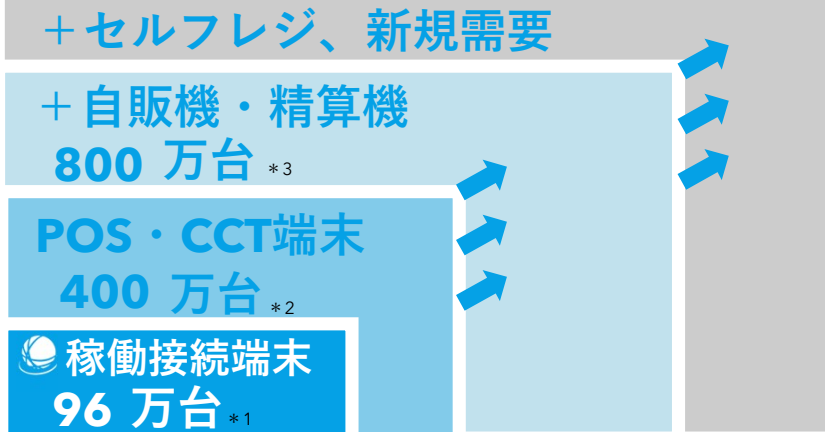 ＋セルフレジ、新規需要
＋自販機・精算機
800 万台 ＊3
POS・CCT端末
400 万台 ＊2
稼働接続端末
96 万台 ＊1